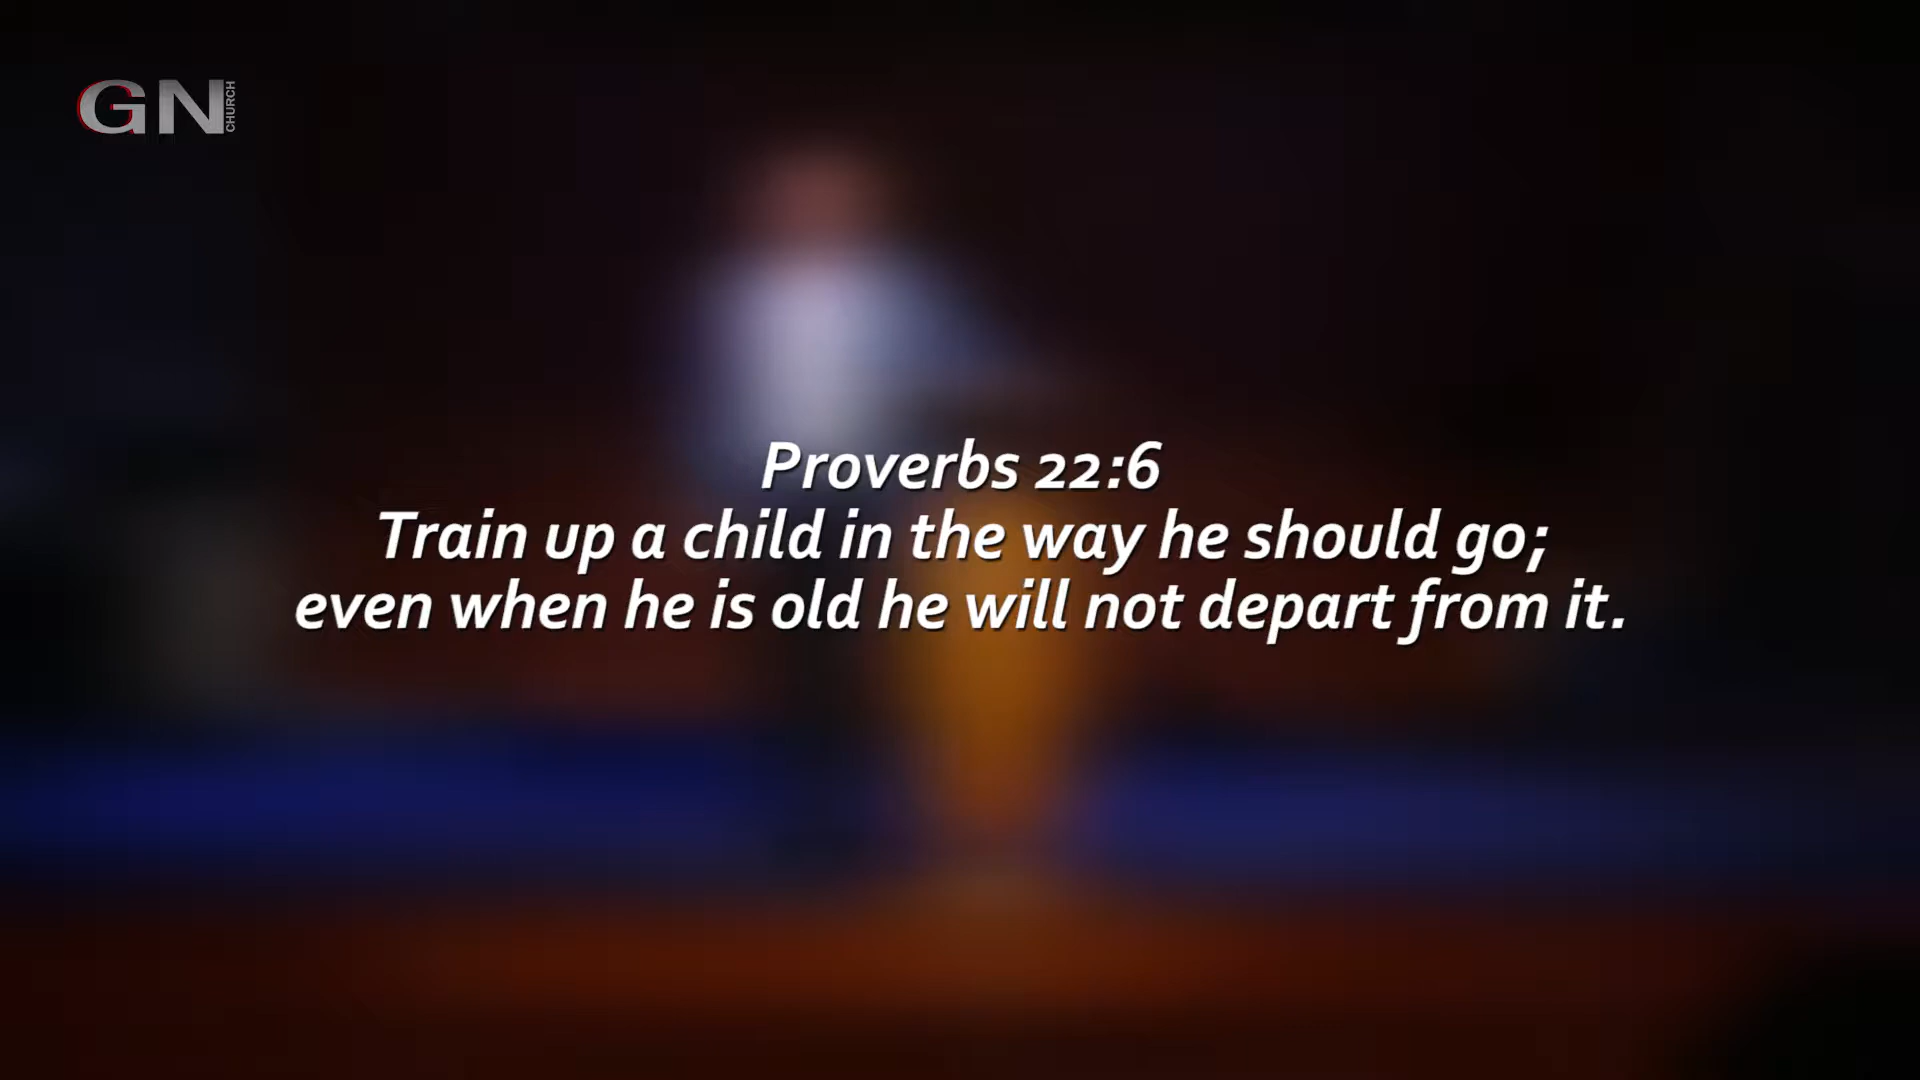 GN CHURCH
Proverbs 22:6
Train up a child in the way he should go;
even when he is old he will not depart from it.